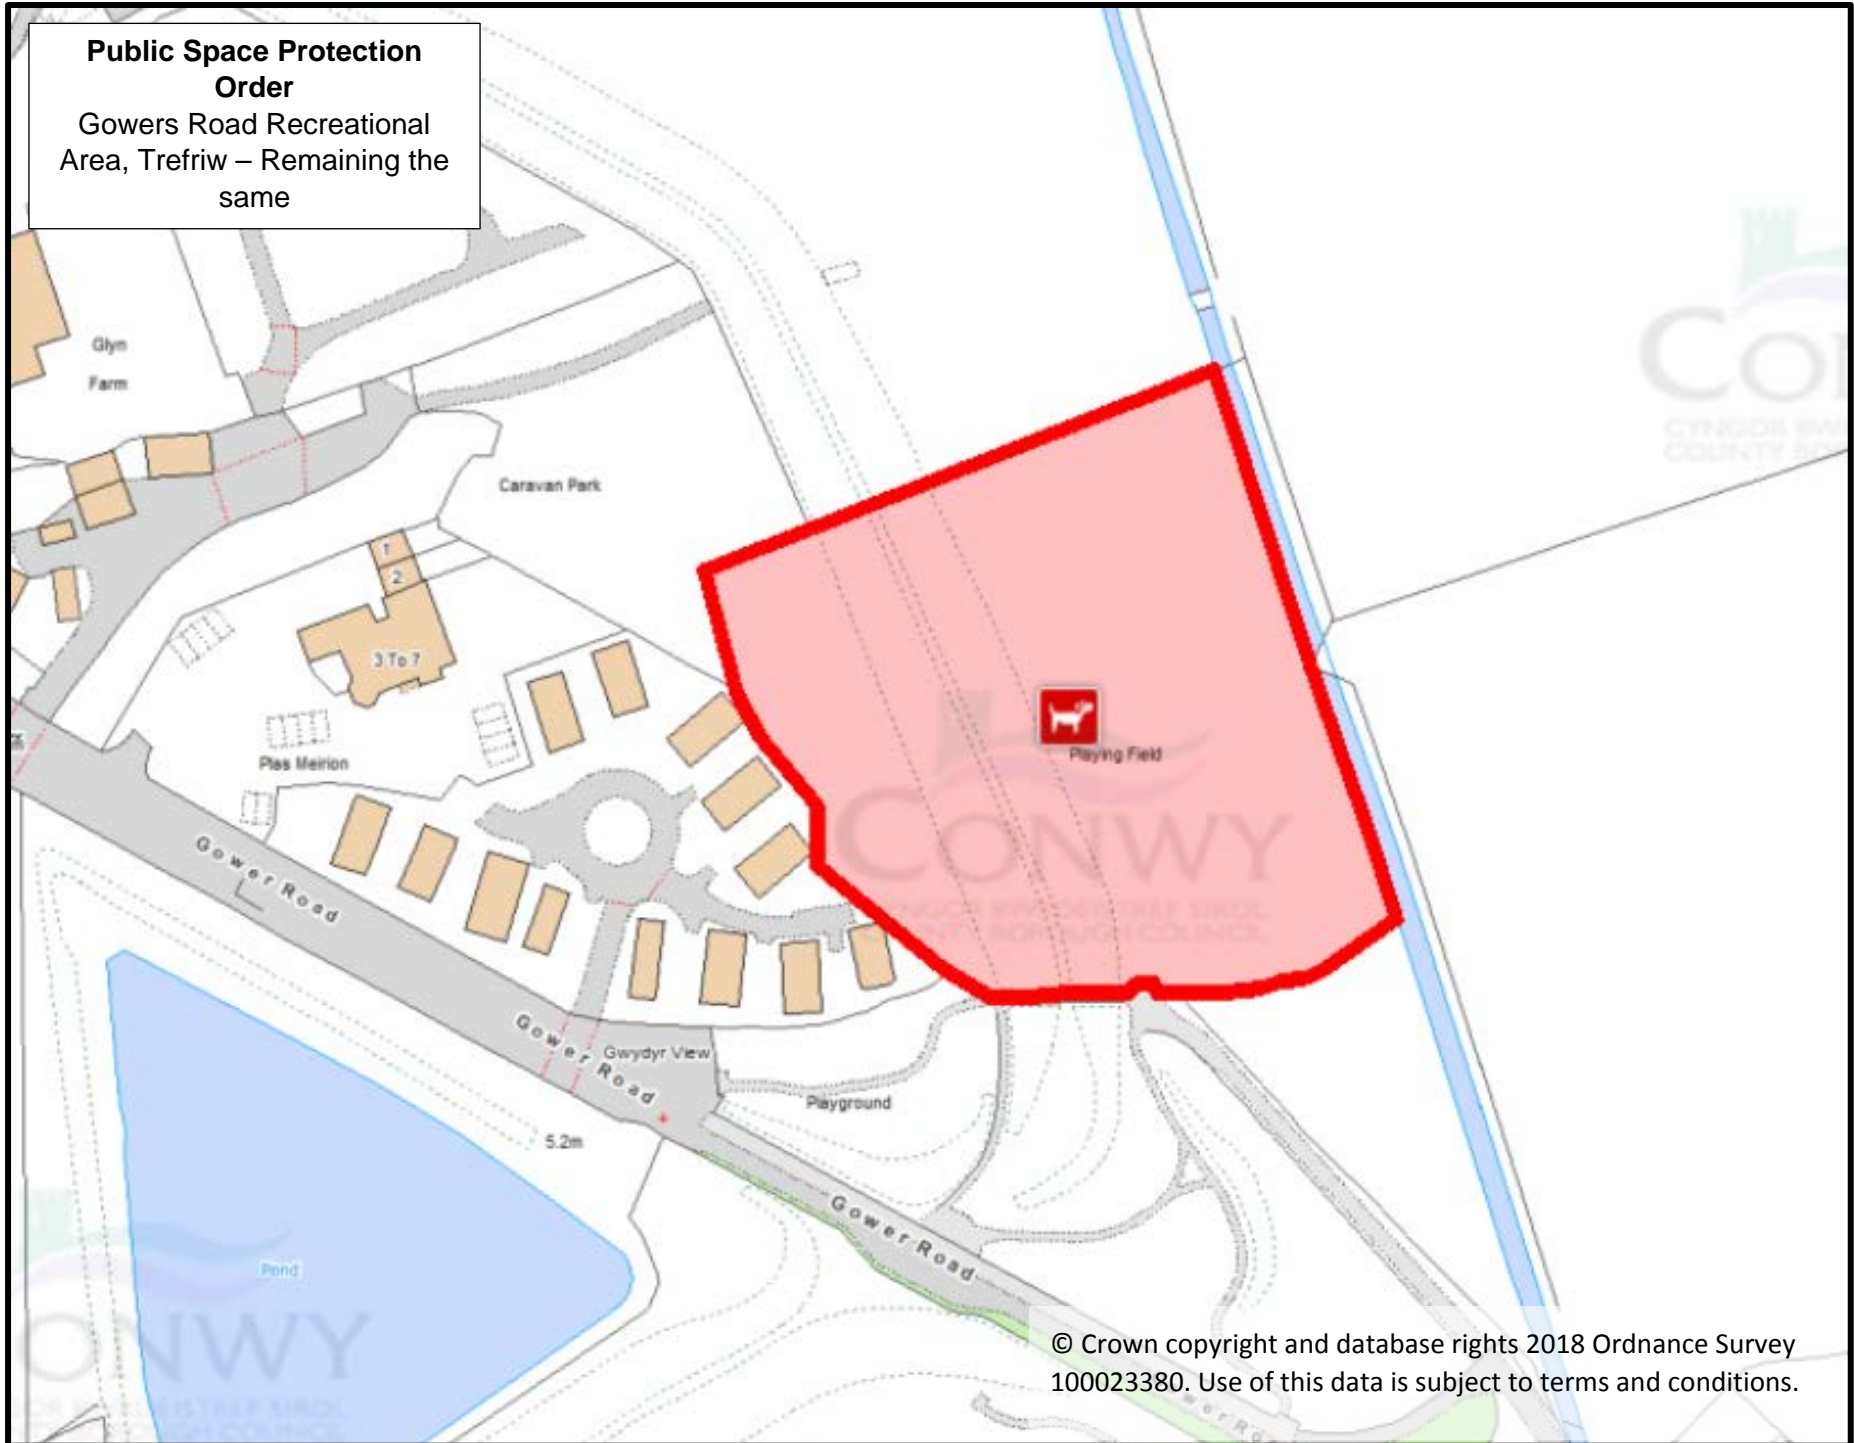 Public Space Protection
Order
Gowers Road Recreational
Area, Trefriw – Remaining the
same
Glyn
Farm
Caravan Park
1
2
3 To 7
Plas Meirion
Playing Field
CONWY
COUNTY BOROUGH COUNCIL
Gower Road
Gower Road
Gwydyr View
Playground
5.2m
Gower Road
Pond
© Crown copyright and database rights 2018 Ordnance Survey
100023380. Use of this data is subject to terms and conditions.